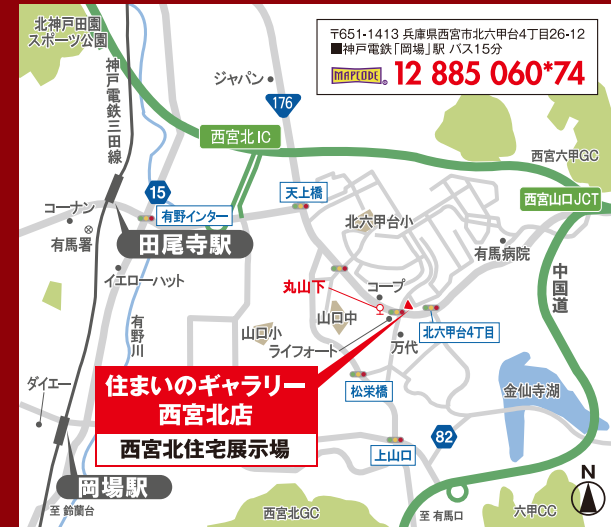 北神戸田園
スポーツ公園
神戸電鉄三田線
ジャパン
176
西宮北IC
〒651-1413 兵庫県西宮市北六甲台4丁目26-12
■神戸電鉄「岡場」駅 バス15分
MAPCODE 12 885 060*74
西宮六甲GC
15
有野インター
天上橋
西宮山口JCT
コーナン
有馬署
田尾寺駅
北六甲台小
有馬病院
イエローハット
丸山下
コープ
中国道
有野川
山口小
山口中
ライフォート
万代
北六甲台4丁目
住まいのギャラリー
西宮北店
西宮北住宅展示場
松栄橋
金仙寺湖
ダイエー
82
上山口
岡場駅
至 鈴蘭台
西宮北GC
至 有馬口
六甲CC
N